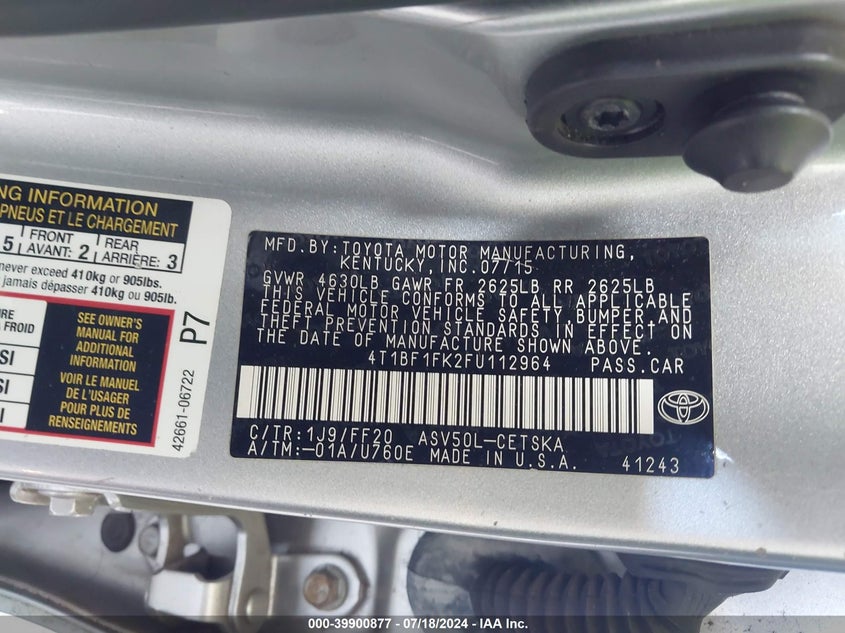 NG INFORMATION
PNEUS ET LE CHARGEMENT
5 FRONT AVANT: 2 REAR ARRIÈRE: 3
never exceed 410kg or 905lbs.
jamais dépasser 410kg ou 905lb.
SEE OWNER'S
MANUAL FOR
ADDITIONAL
INFORMATION
VOIR LE MANUEL
DE L'USAGER
POUR PLUS DE
RENSEIGNEMENTS
A FROID
SI
SI
SI
P7
42661-06722
MFD.BY:TOYOTA MOTOR MANUFACTURING,
KENTUCKY,INC.07/15
GVWR 4630LB GAWR FR 2625LB RR 2625LB
THIS VEHICLE CONFORMS TO ALL APPLICABLE
FEDERAL MOTOR VEHICLE SAFETY,BUMPER AND
THEFT PREVENTION STANDARDS IN EFFECT ON
THE DATE OF MANUFACTURE SHOWN ABOVE.
4T1BF1FK2FU112964 PASS.CAR
C/TR:1J9/FF20 ASV50L-CETSKA
A/TM:-01A/U760E MADE IN U.S.A. 41243
000-39900877 - 07/18/2024 - IAA Inc.